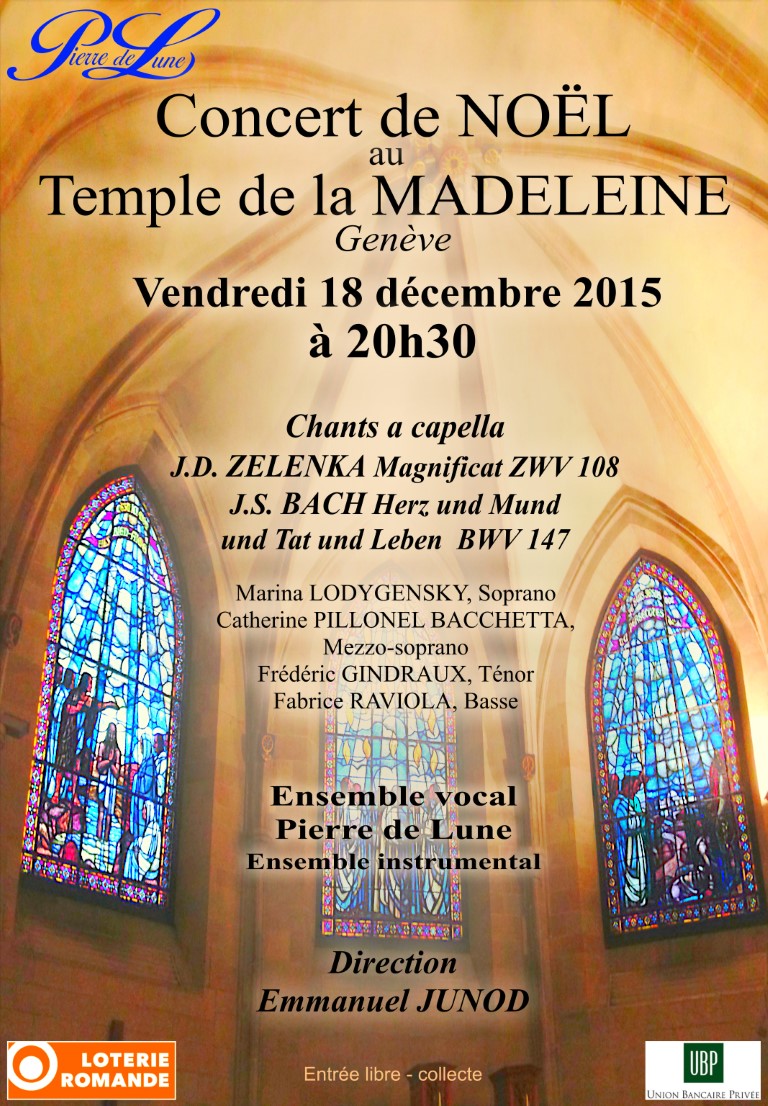 Pierre de Lune
Concert de NOËL
au
Temple de la MADELEINE
Genève
Vendredi 18 décembre 2015
à 20h30
Chants a capella
J.D. ZELENKA Magnificat ZWV 108
J.S. BACH Herz und Mund
und Tat und Leben BWV 147
Marina LODYGENSKY, Soprano
Catherine PILLONEL BACCHETTA,
Mezzo-soprano
Frédéric GINDRAUX, Ténor
Fabrice RAVIOLA, Basse
Ensemble vocal
Pierre de Lune
Ensemble instrumental
Direction
Emmanuel JUNOD
LOTERIE
ROMANDE
Entrée libre - collecte
UBP
UNION BANCAIRE PRIVÉE